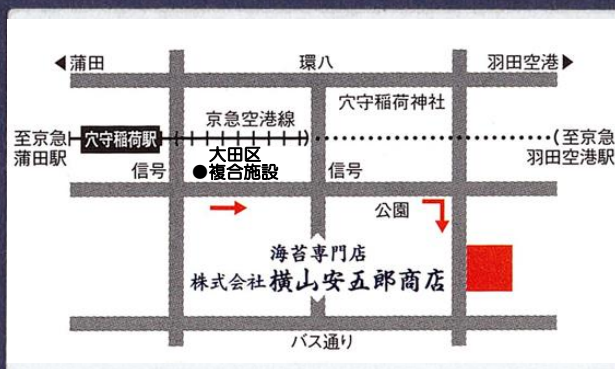 ◀蒲田
環八
羽田空港▶
穴守稲荷神社
京急空港線
至京急
蒲田駅
穴守稲荷駅
(至京急
羽田空港駅
大田区
●複合施設
信号
信号
公園
海苔専門店
株式会社横山安五郎商店
バス通り